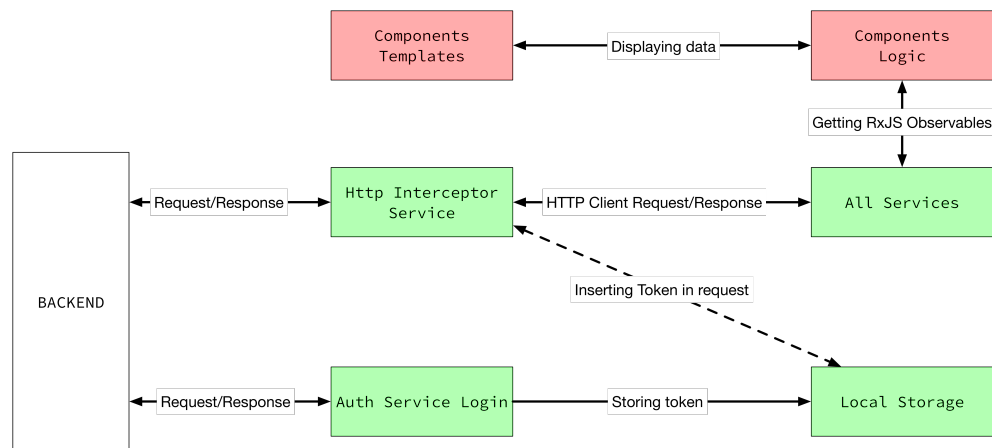 Components
Templates
Displaying data
Components
Logic
Getting RxJS Observables
Request/Response
Http Interceptor
Service
HTTP Client Request/Response
All Services
Inserting Token in request
BACKEND
Request/Response
Auth Service Login
Storing token
Local Storage